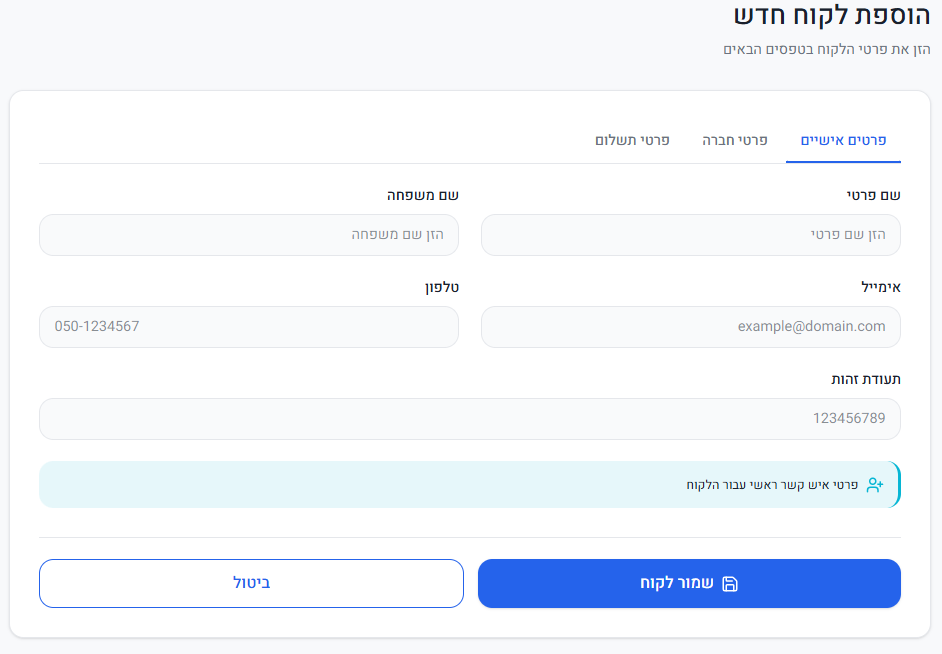 הוספת לקוח חדש
הזן את פרטי הלקוח בטפסים הבאים
פרטים אישיים
פרטי חברה
פרטי תשלום
שם פרטי
שם משפחה
הזן שם פרטי
הזן שם משפחה
אימייל
טלפון
example@domain.com
050-1234567
תעודת זהות
123456789
פרטי איש קשר ראשי עבור הלקוח
שמור לקוח
ביטול